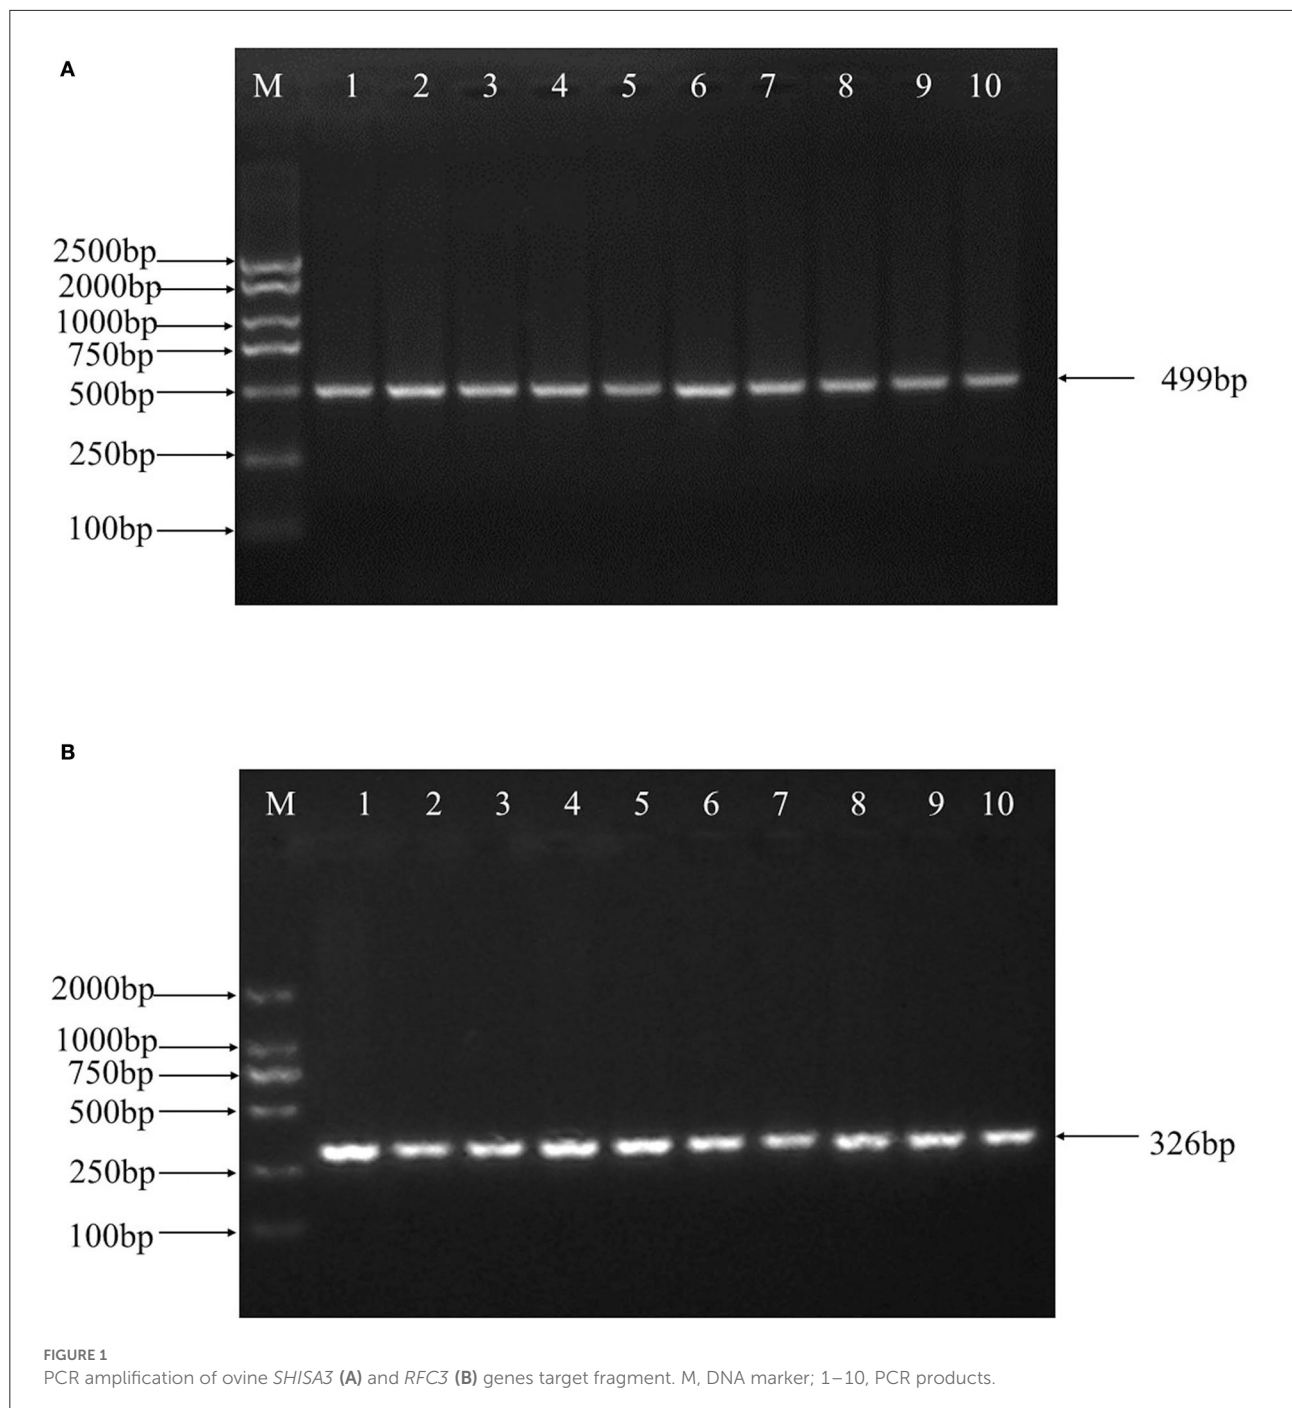 A
M 1 2 3 4 5 6 7 8 9 10
2500bp
2000bp
1000bp
750bp
500bp
499bp
250bp
100bp
B
M 1 2 3 4 5 6 7 8 9 10
2000bp
1000bp
750bp
500bp
326bp
250bp
100bp
FIGURE 1
PCR amplification of ovine SHISA3 (A) and RFC3 (B) genes target fragment. M, DNA marker; 1–10, PCR products.